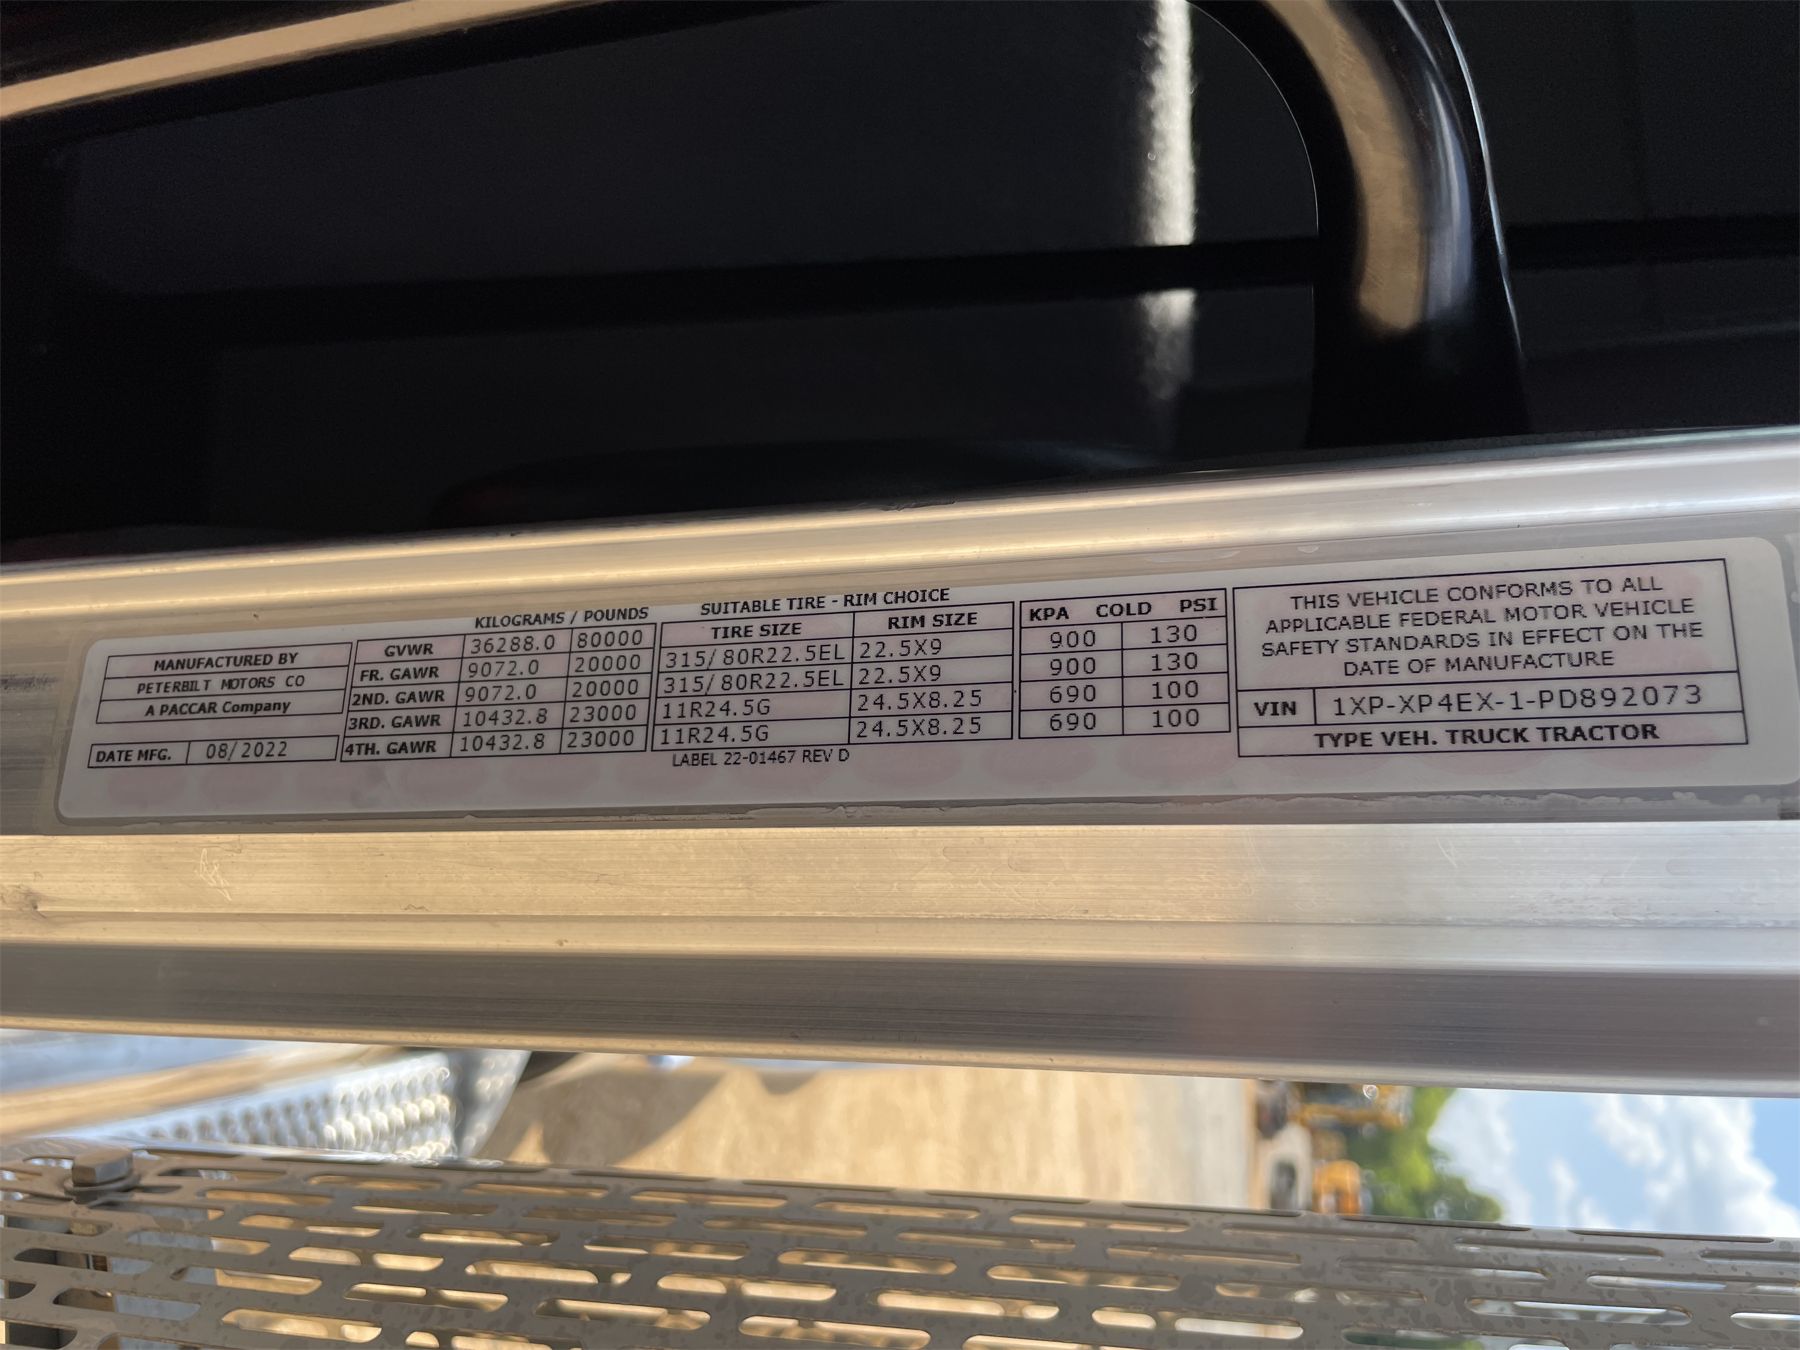 MANUFACTURED BY
PETERBILT MOTORS CO
A PACCAR Company
DATE MFG. 08/2022
KILOGRAMS / POUNDS
GVWR 36288.0 80000
FR. GAWR 9072.0 20000
2ND. GAWR 9072.0 20000
3RD. GAWR 10432.8 23000
4TH. GAWR 10432.8 23000
SUITABLE TIRE - RIM CHOICE
TIRE SIZE RIM SIZE
315/80R22.5EL 22.5X9
315/80R22.5EL 22.5X9
11R24.5G 24.5X8.25
11R24.5G 24.5X8.25
LABEL 22-01467 REV D
KPA COLD PSI
900 130
900 130
690 100
690 100
THIS VEHICLE CONFORMS TO ALL
APPLICABLE FEDERAL MOTOR VEHICLE
SAFETY STANDARDS IN EFFECT ON THE
DATE OF MANUFACTURE
VIN 1XP-XP4EX-1-PD892073
TYPE VEH. TRUCK TRACTOR